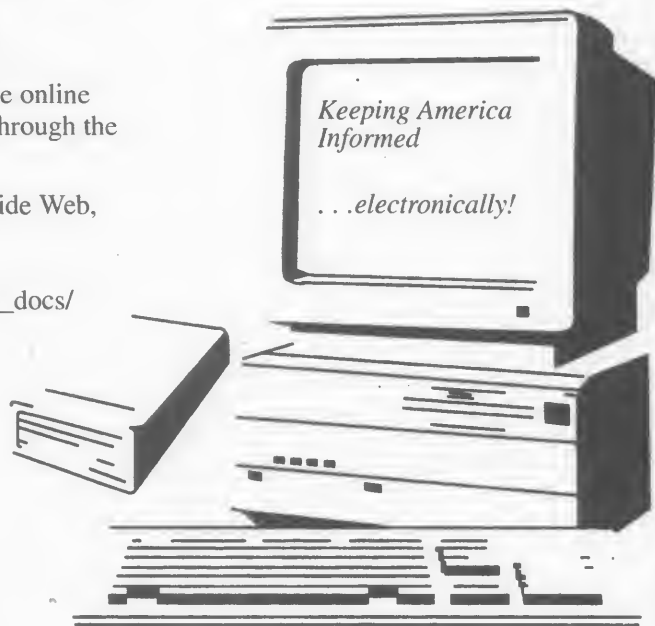 e online
hrough the
ide Web,
_docs/
Keeping America
Informed
. . .electronically!